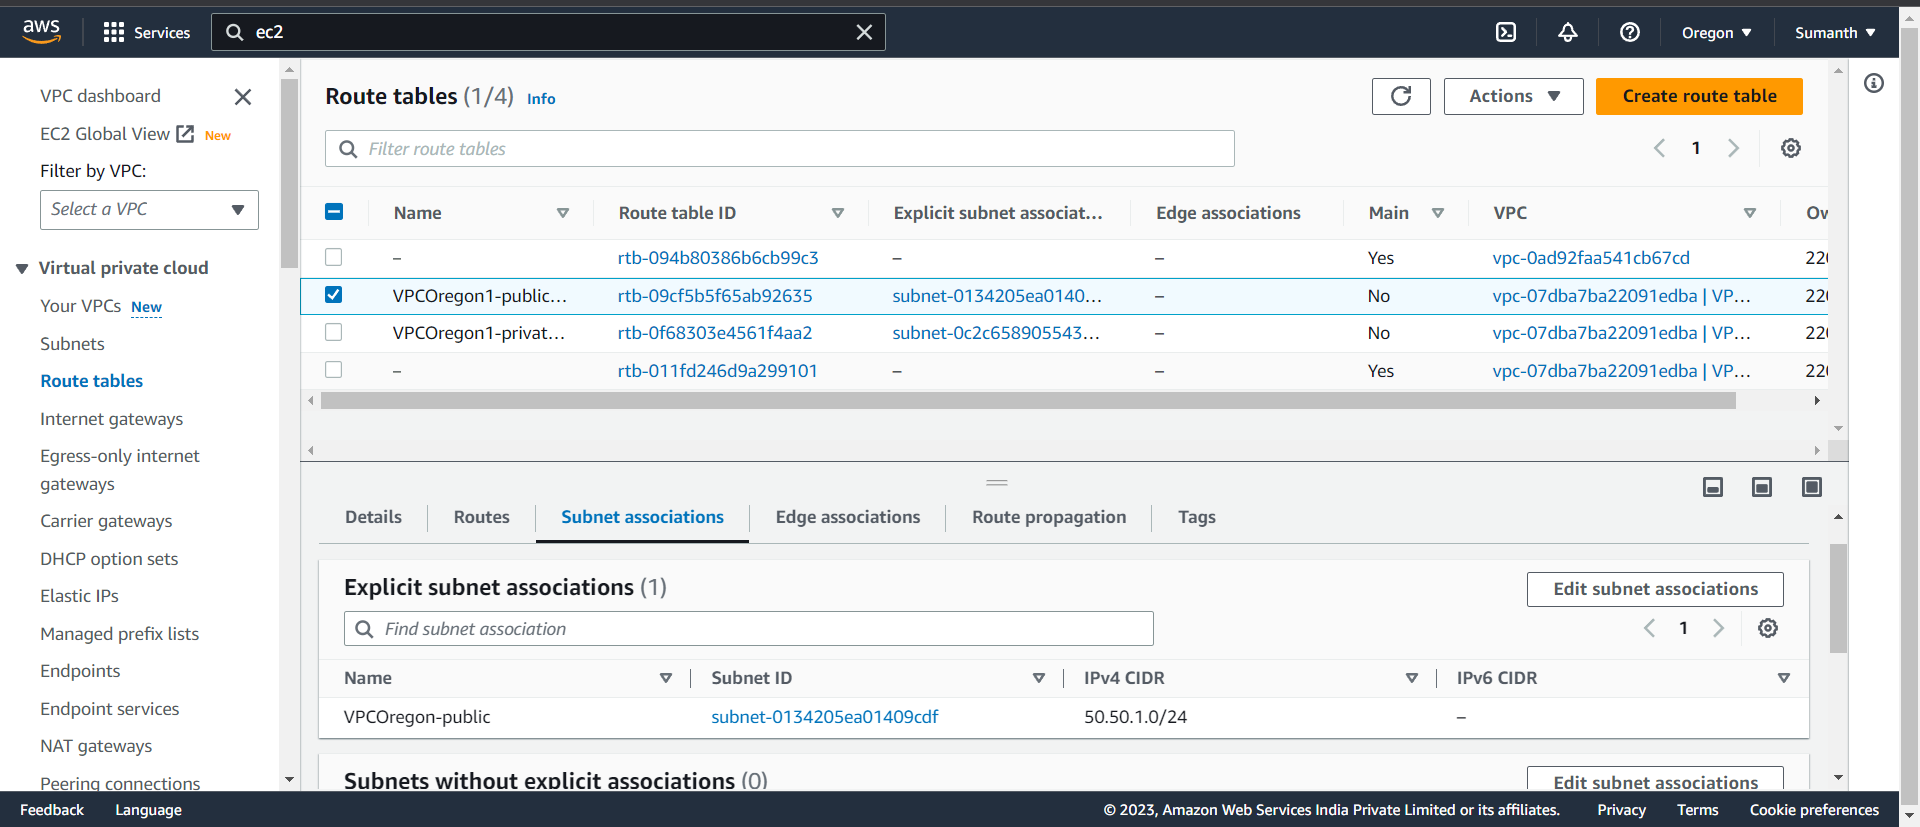 aws Services ec2 Oregon Sumanth
VPC dashboard
EC2 Global View New
Filter by VPC:
Select a VPC
Virtual private cloud
Your VPCs New
Subnets
Route tables
Internet gateways
Egress-only internet
gateways
Carrier gateways
DHCP option sets
Elastic IPs
Managed prefix lists
Endpoints
Endpoint services
NAT gateways
Peering connections
Route tables (1/4) Info Actions Create route table
Filter route tables 1
Name Route table ID Explicit subnet associat... Edge associations Main VPC Ow
– rtb-094b80386b6cb99c3 – – Yes vpc-0ad92faa541cb67cd 220
VPCOregon1-public... rtb-09cf5b5f65ab92635 subnet-0134205ea0140... – No vpc-07dba7ba22091edba | VP... 220
VPCOregon1-privat... rtb-0f68303e4561f4aa2 subnet-0c2c658905543... – No vpc-07dba7ba22091edba | VP... 220
– rtb-011fd246d9a299101 – – Yes vpc-07dba7ba22091edba | VP... 220
Details Routes Subnet associations Edge associations Route propagation Tags
Explicit subnet associations (1) Edit subnet associations
Find subnet association 1
Name Subnet ID IPv4 CIDR IPv6 CIDR
VPCOregon-public subnet-0134205ea01409cdf 50.50.1.0/24 –
Subnets without explicit associations (0) Edit subnet associations
Feedback Language © 2023, Amazon Web Services India Private Limited or its affiliates. Privacy Terms Cookie preferences